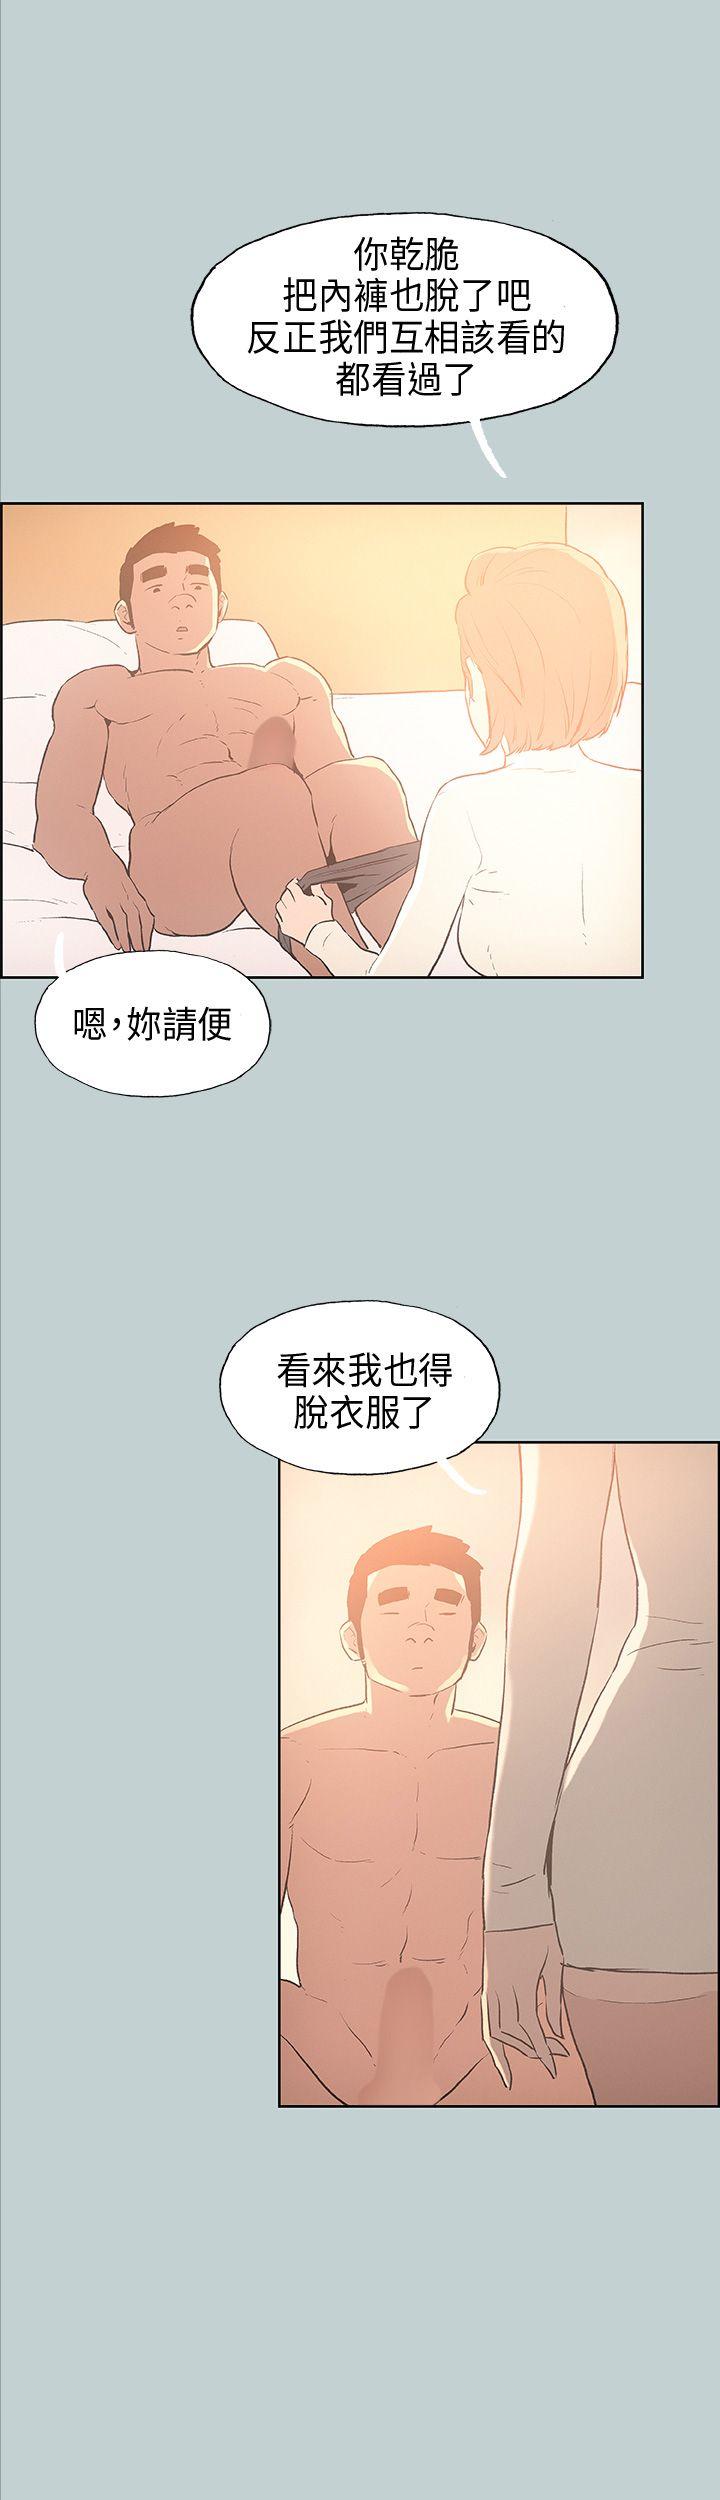 你乾脆
把內褲也脫了吧
反正我們互相該看的
都看過了
嗯，妳請便
看來我也得
脫衣服了